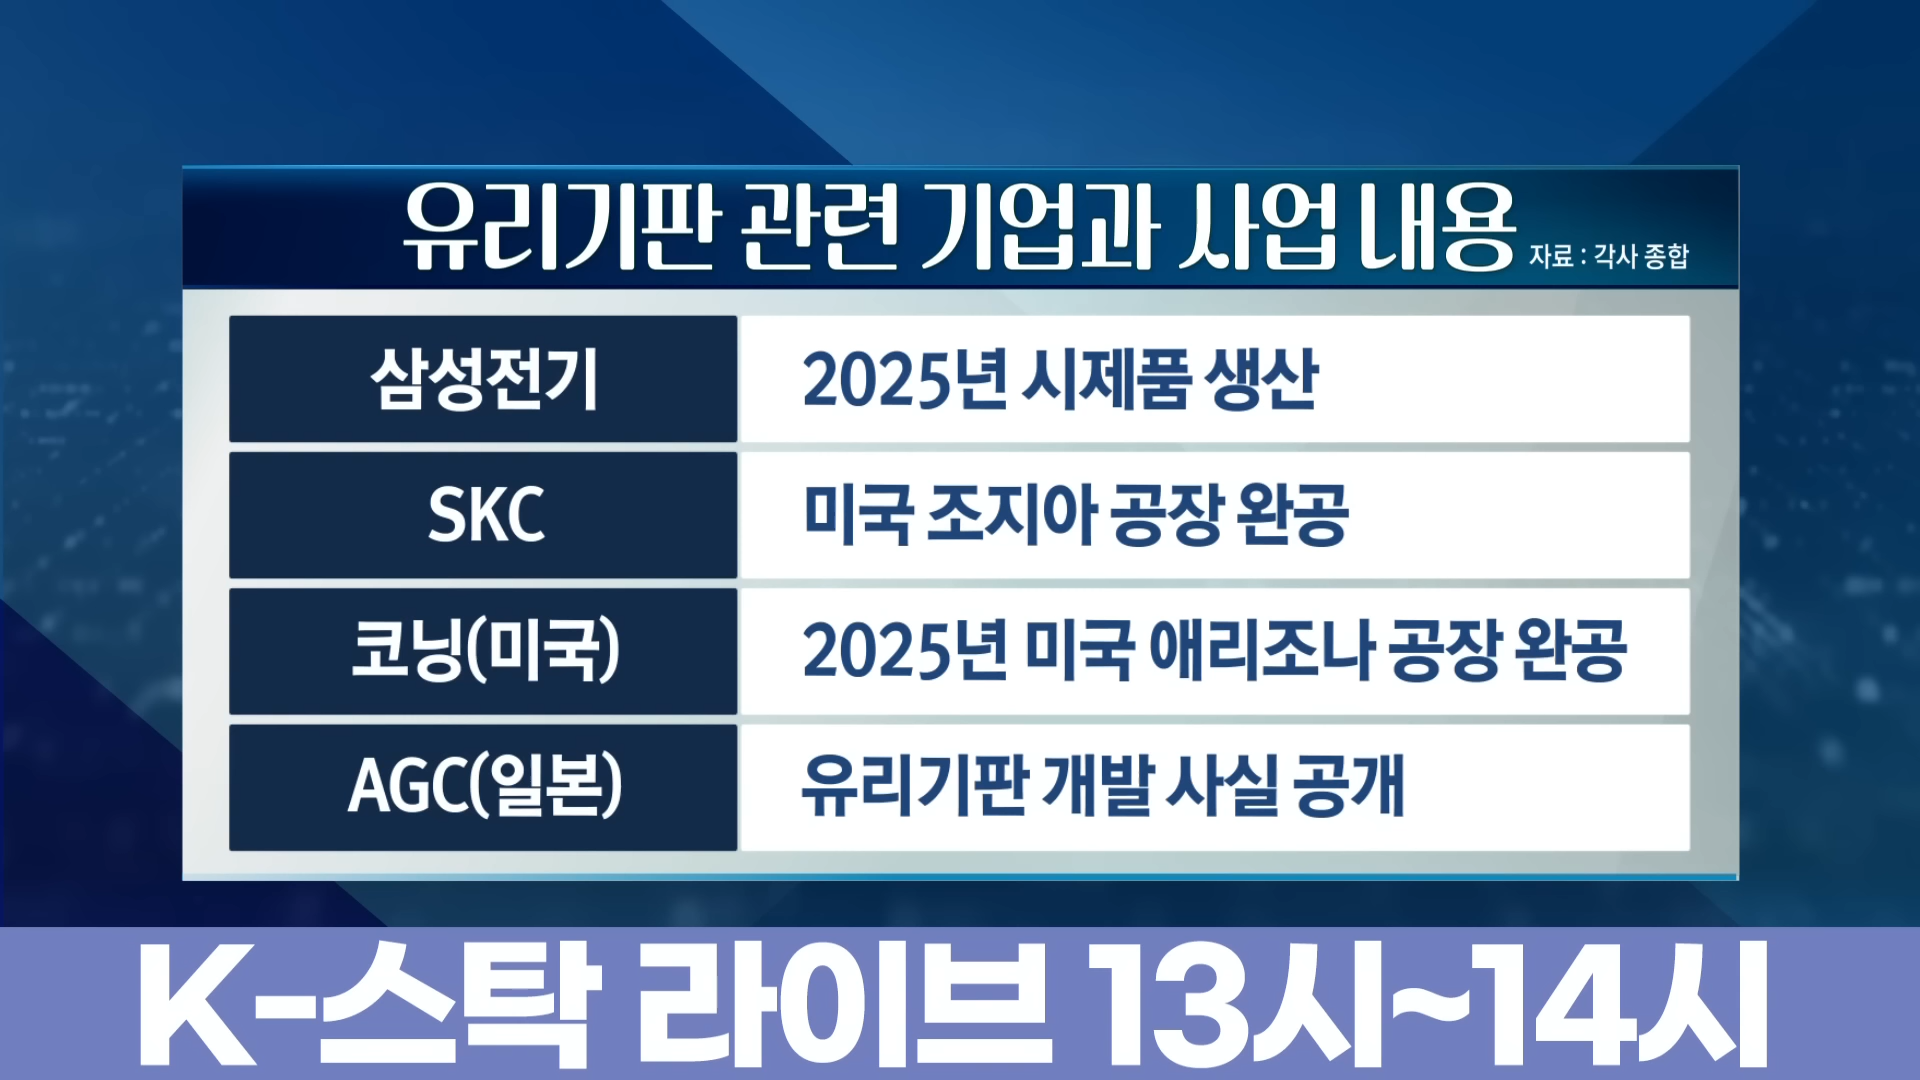 유리기판 관련 기업과 사업 내용 자료 : 각사 종합
삼성전기 2025년 시제품 생산
SKC 미국 조지아 공장 완공
코닝(미국) 2025년 미국 애리조나 공장 완공
AGC(일본) 유리기판 개발 사실 공개
K-스탁 라이브 13시~14시